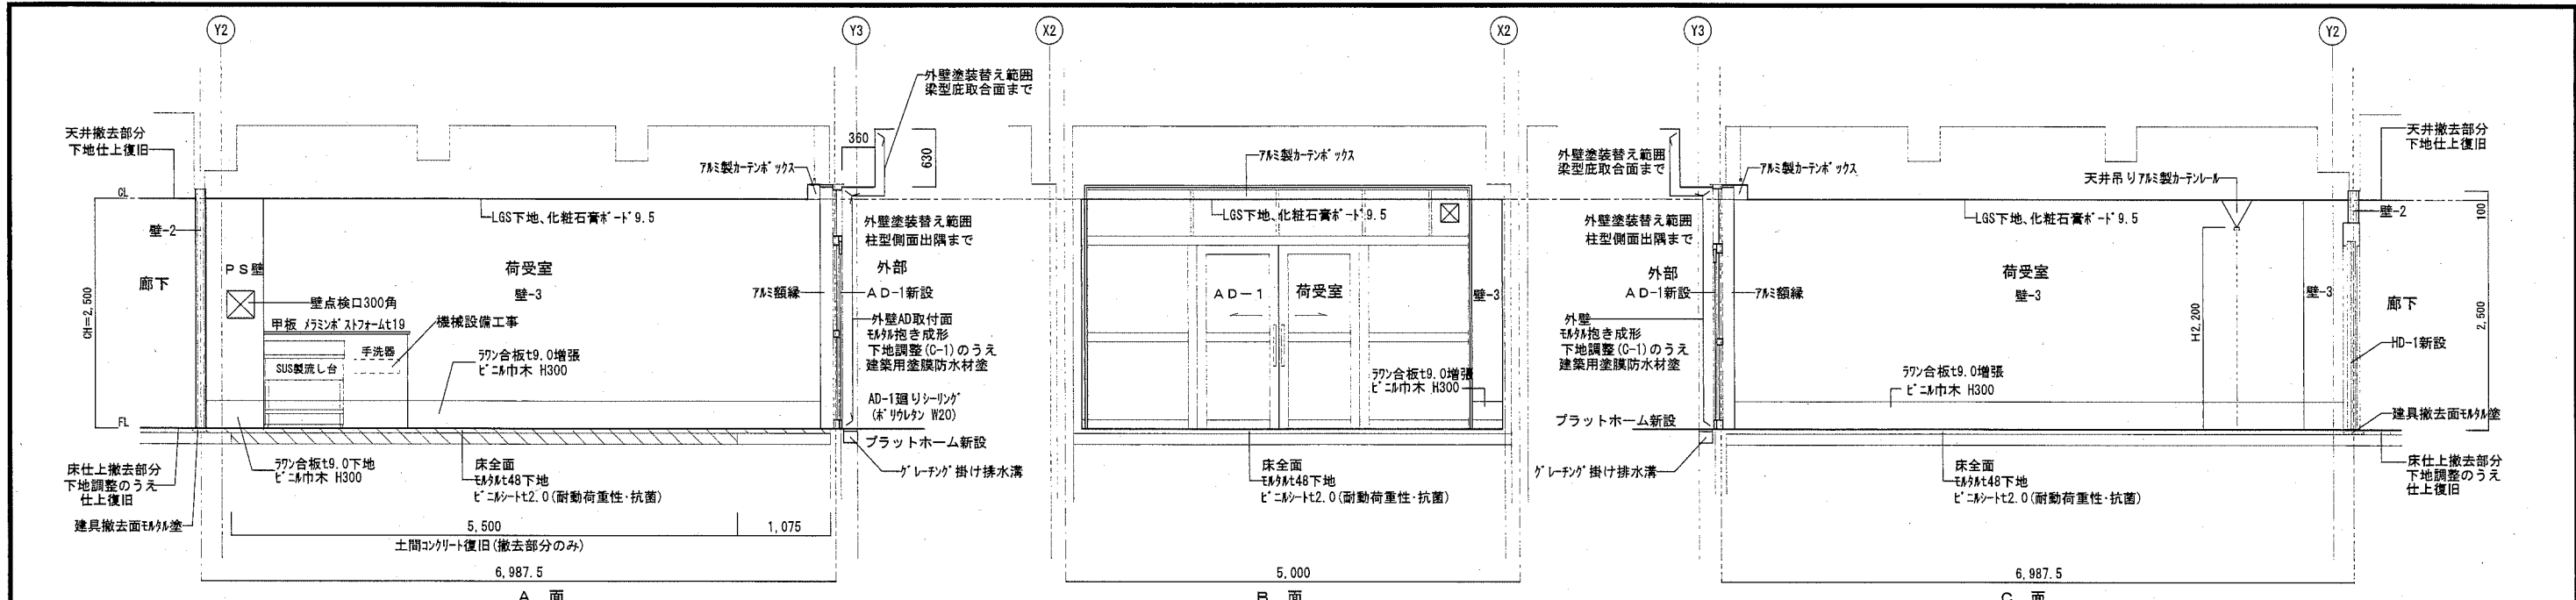 Y2
Y3
X2
X2
Y3
Y2
天井撤去部分
下地仕上復旧
CL
壁-2
廊下
CH=2,500
FL
床仕上撤去部分
下地調整のうえ
仕上復旧
建具撤去面モルタル塗
PS壁
壁点検口300角
甲板 メラミンポストフォームt19
機械設備工事
手洗器
SUS製流し台
ラワン合板t9.0増張
ビニル巾木 H300
LGS下地、化粧石膏ボード9.5
荷受室
壁-3
アルミ製カーテンボックス
アルミ額縁
360
630
外壁塗装替え範囲
梁型庇取合面まで
外壁塗装替え範囲
柱型側面出隅まで
外部
AD-1新設
外壁AD取付面
モルタル抱き成形
下地調整(C-1)のうえ
建築用塗膜防水材塗
AD-1廻りシーリング
(ポリウレタン W20)
プラットホーム新設
グレーチング掛け排水溝
ラワン合板t9.0下地
ビニル巾木 H300
床全面
モルタルt48下地
ビニルシートt2.0(耐動荷重性・抗菌)
5,500
1,075
土間コンクリート復旧(撤去部分のみ)
6,987.5
A 面
アルミ製カーテンボックス
LGS下地、化粧石膏ボード9.5
AD-1
荷受室
壁-3
ラワン合板t9.0増張
ビニル巾木 H300
床全面
モルタルt48下地
ビニルシートt2.0(耐動荷重性・抗菌)
5,000
B 面
外壁塗装替え範囲
梁型庇取合面まで
アルミ製カーテンボックス
外壁塗装替え範囲
柱型側面出隅まで
外部
AD-1新設
アルミ額縁
外壁
モルタル抱き成形
下地調整(C-1)のうえ
建築用塗膜防水材塗
プラットホーム新設
グレーチング掛け排水溝
LGS下地、化粧石膏ボード9.5
天井吊りアルミ製カーテンレール
荷受室
壁-3
H2,200
壁-3
ラワン合板t9.0増張
ビニル巾木 H300
床全面
モルタルt48下地
ビニルシートt2.0(耐動荷重性・抗菌)
天井撤去部分
下地仕上復旧
壁-2
100
2,500
廊下
HD-1新設
建具撤去面モルタル塗
床仕上撤去部分
下地調整のうえ
仕上復旧
6,987.5
C 面